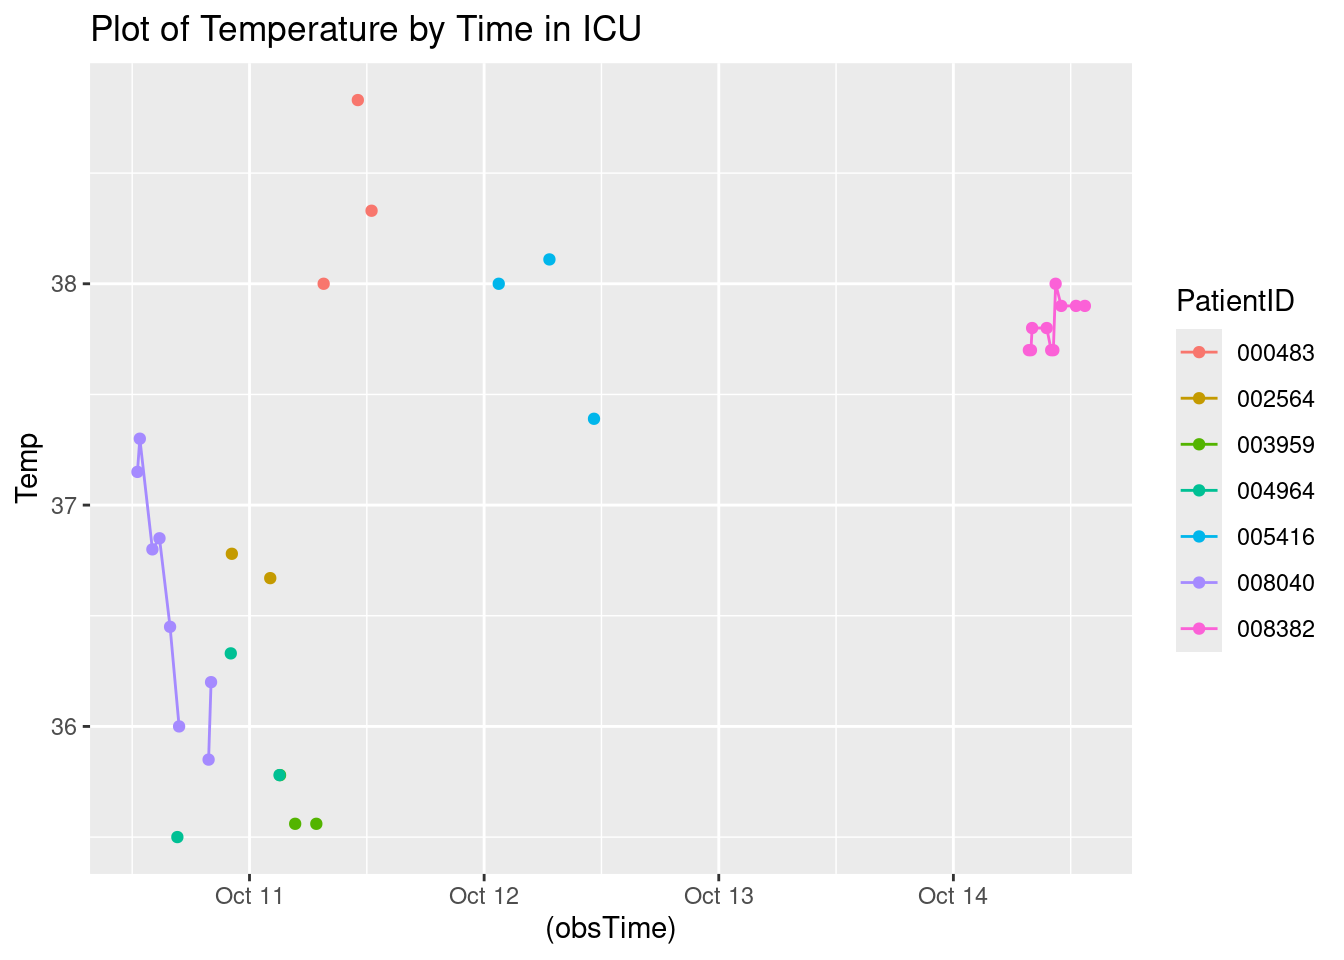 Plot of Temperature by Time in ICU
38
37
36
Temp
Oct 11 Oct 12 Oct 13 Oct 14
(obsTime)
PatientID
000483
002564
003959
004964
005416
008040
008382